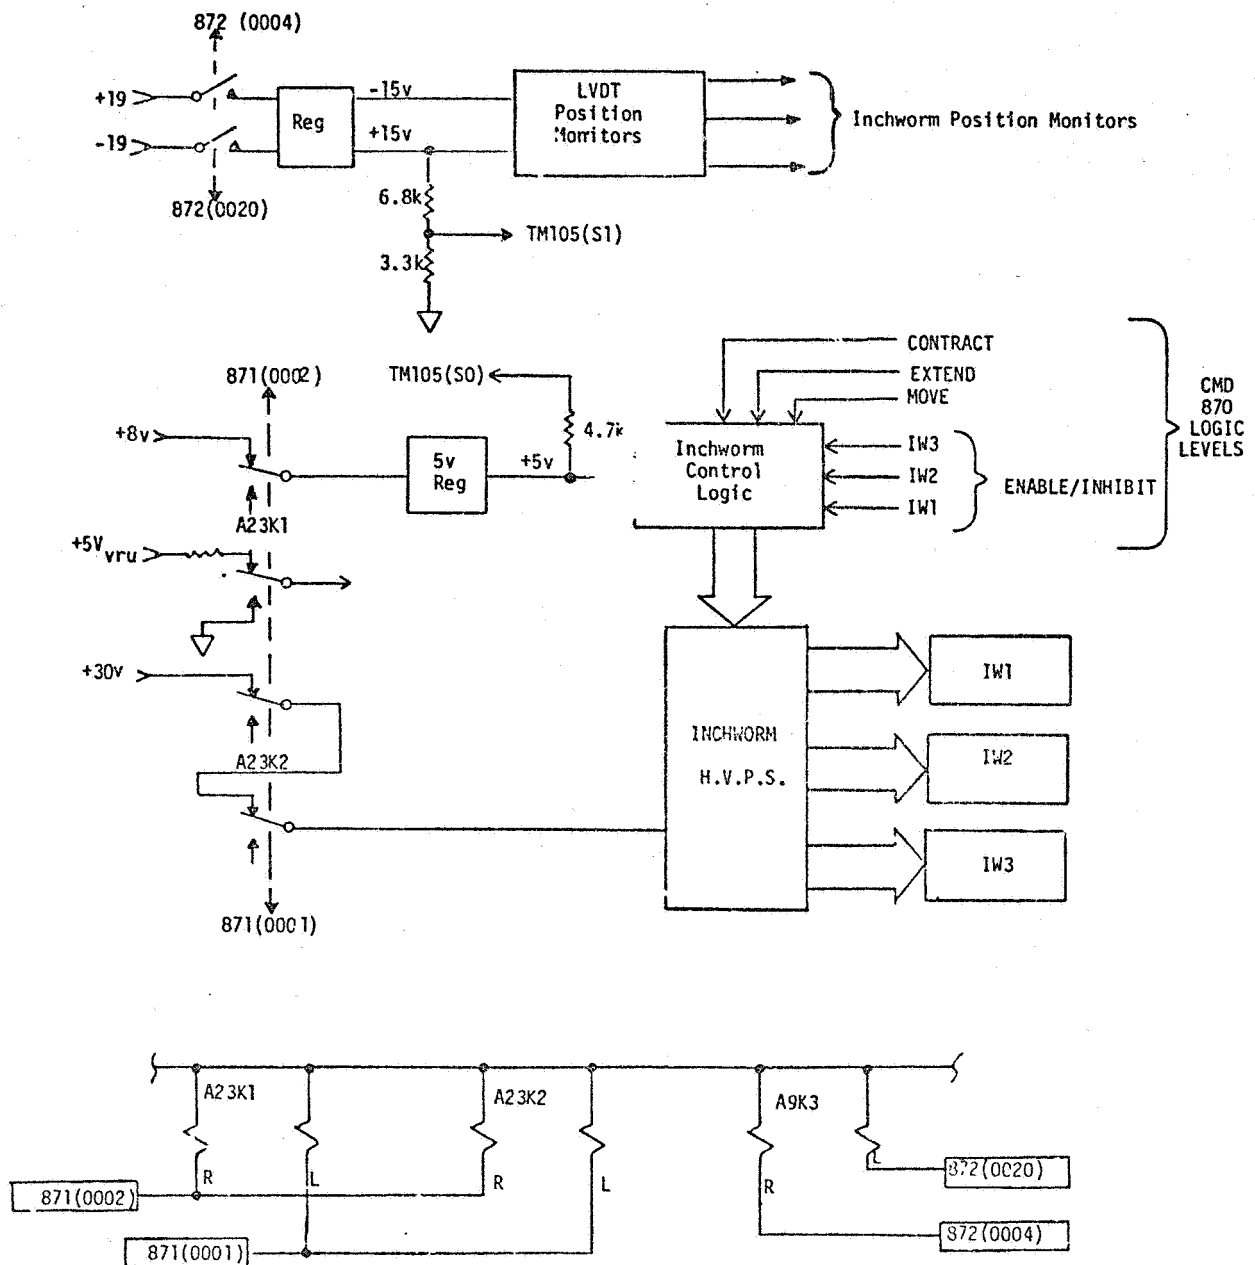 872 (0004)
+19
-19
872(0020)
Reg
-15v
+15v
LVDT
Position
Monitors
Inchworm Position Monitors
6.8k
TM105(S1)
3.3k
871(0002)
TM105(S0)
+8v
4.7k
5v
Reg
+5v
A23K1
+5V
vru
+30v
A23K2
871(0001)
CONTRACT
EXTEND
MOVE
Inchworm
Control
Logic
IW3
IW2
IW1
ENABLE/INHIBIT
CMD
870
LOGIC
LEVELS
INCHWORM
H.V.P.S.
IW1
IW2
IW3
A23K1
A23K2
A9K3
R
L
R
L
R
L
871(0002)
871(0001)
872(0020)
872(0004)